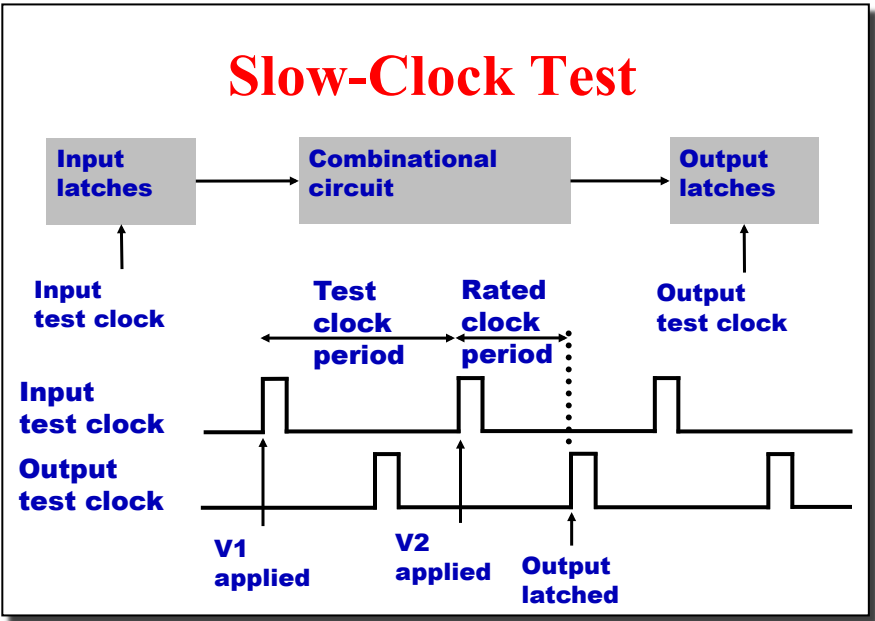 Slow-Clock Test
Input
latches
Combinational
circuit
Output
latches
Input
test clock
Test
clock
period
Rated
clock
period
Output
test clock
Input
test clock
Output
test clock
V1
applied
V2
applied
Output
latched